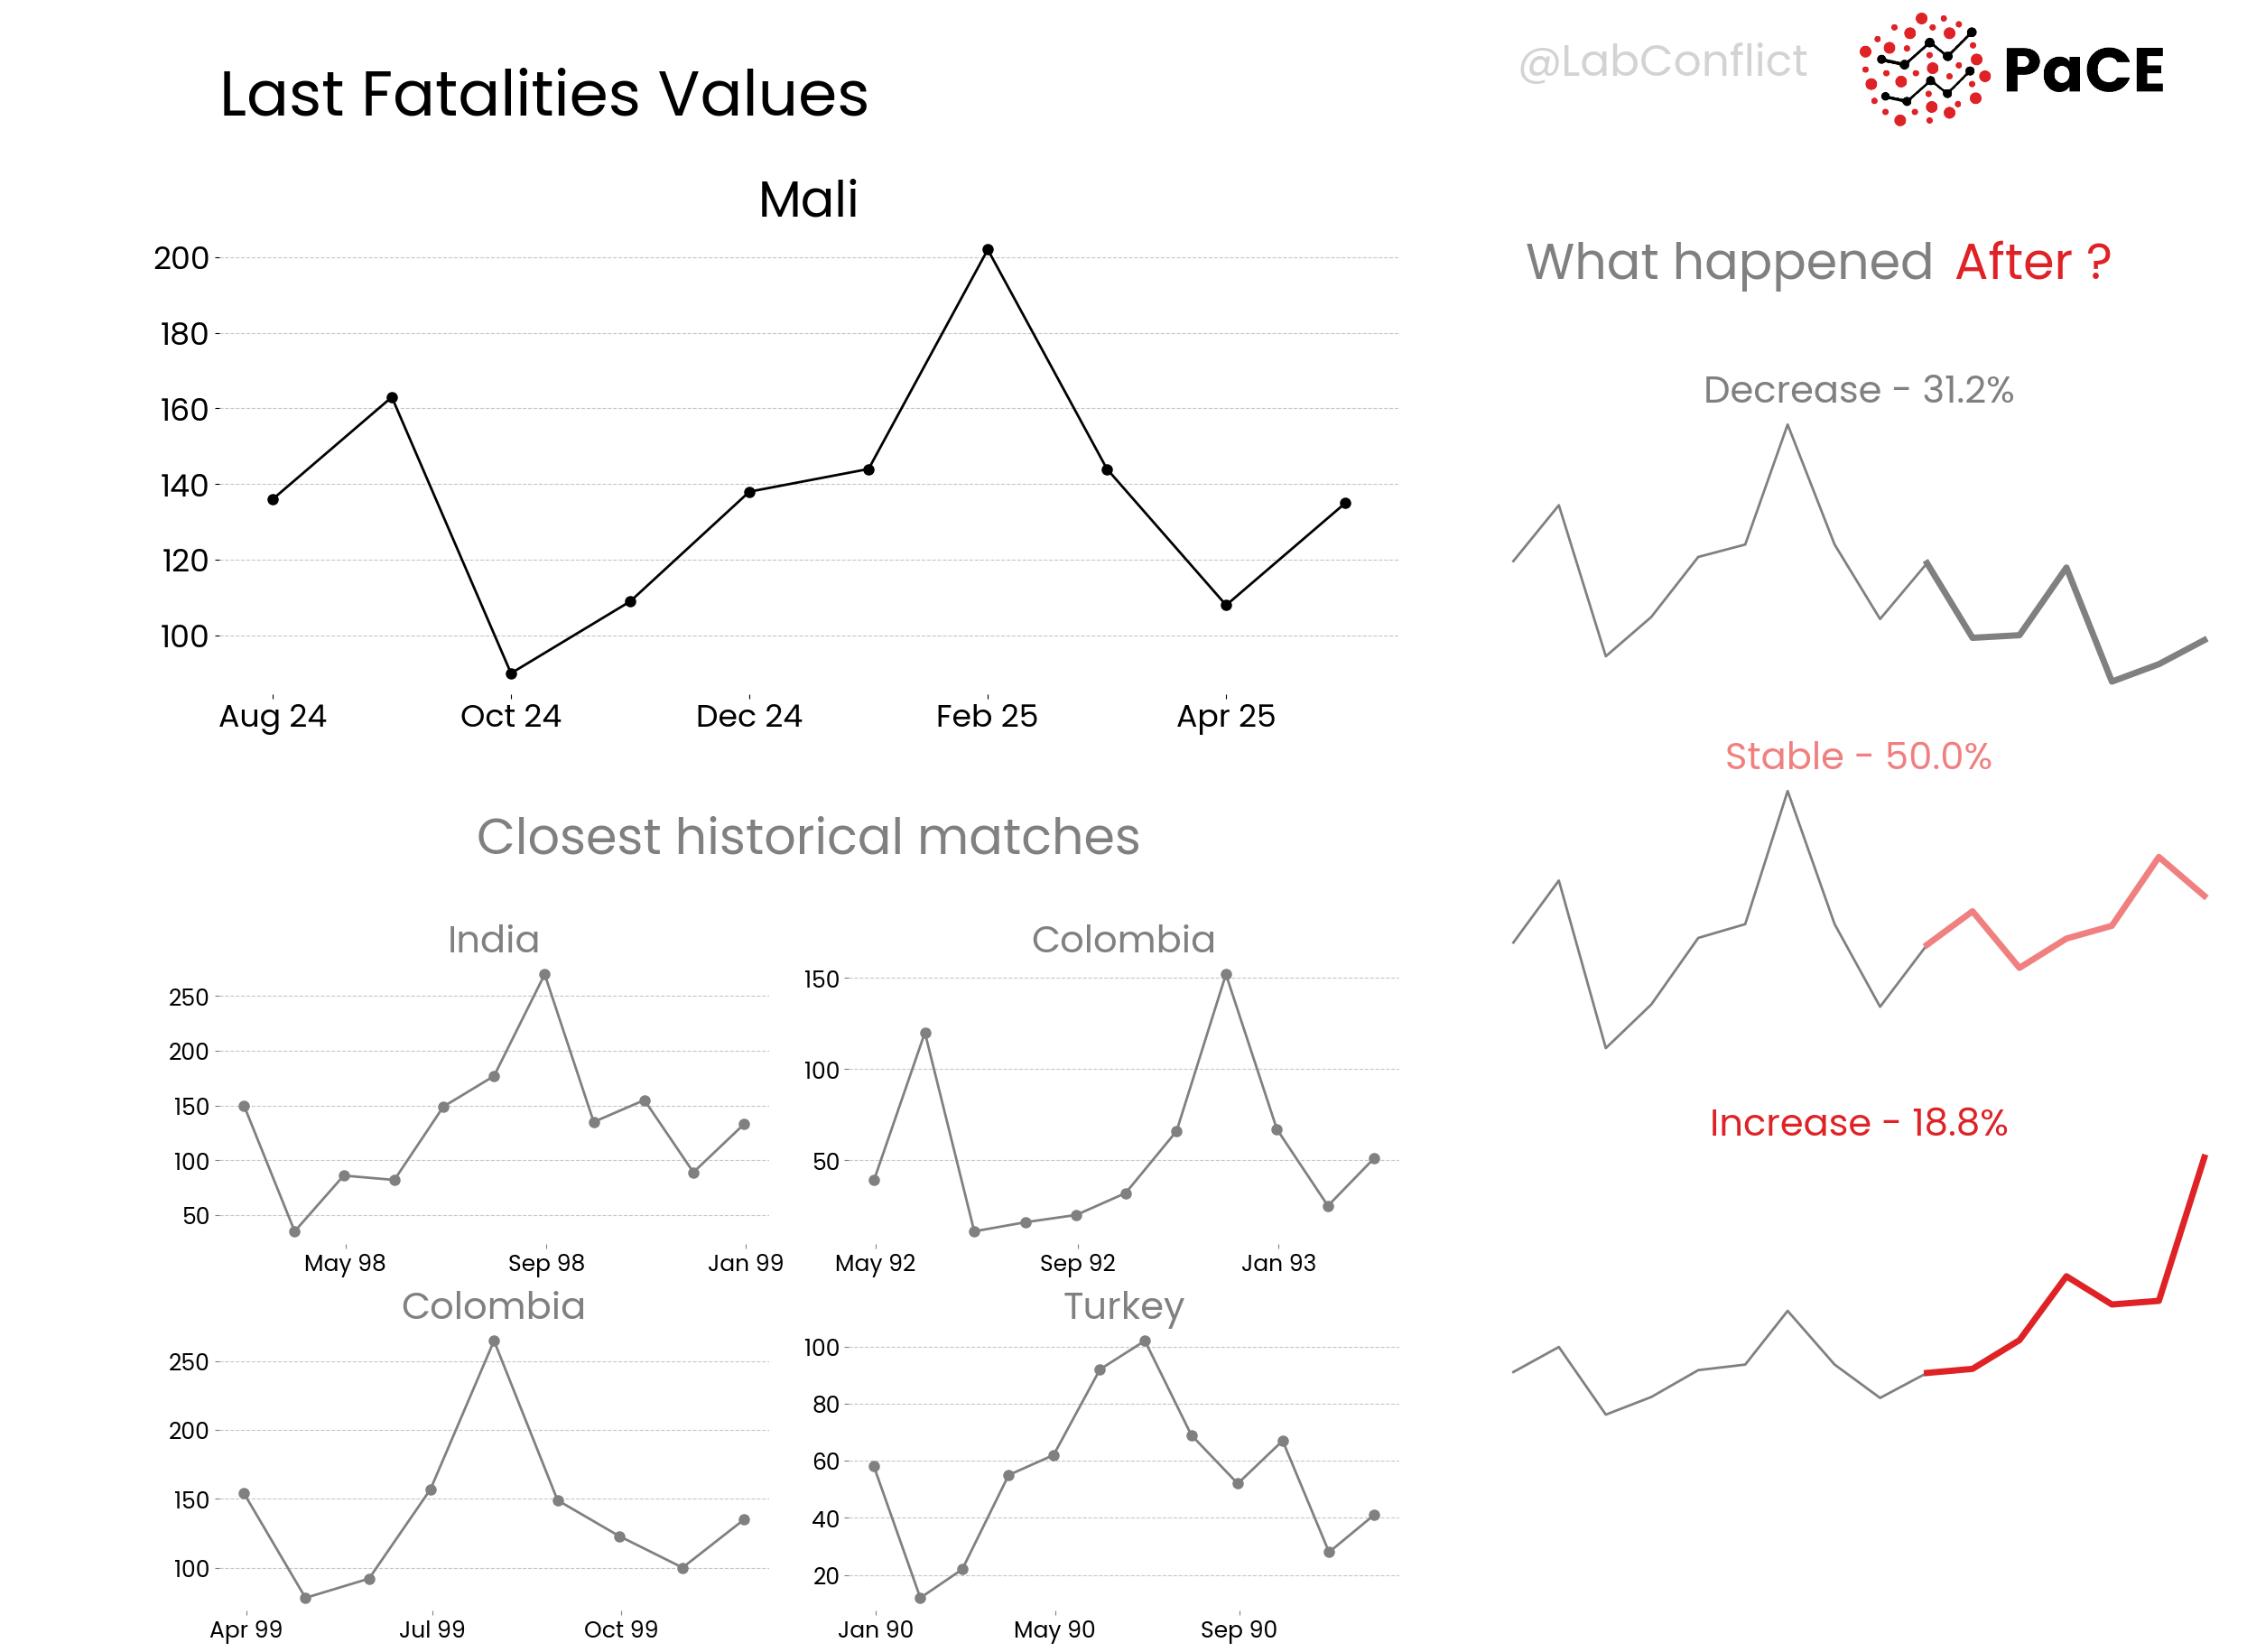 @LabConflict
PaCE
Last Fatalities Values
Mali
200
180
160
140
120
100
Aug 24 Oct 24 Dec 24 Feb 25 Apr 25
What happened After ?
Decrease - 31.2%
Stable - 50.0%
Increase - 18.8%
Closest historical matches
India
250
200
150
100
50
May 98 Sep 98 Jan 99
Colombia
150
100
50
May 92 Sep 92 Jan 93
Colombia
250
200
150
100
Apr 99 Jul 99 Oct 99
Turkey
100
80
60
40
20
Jan 90 May 90 Sep 90